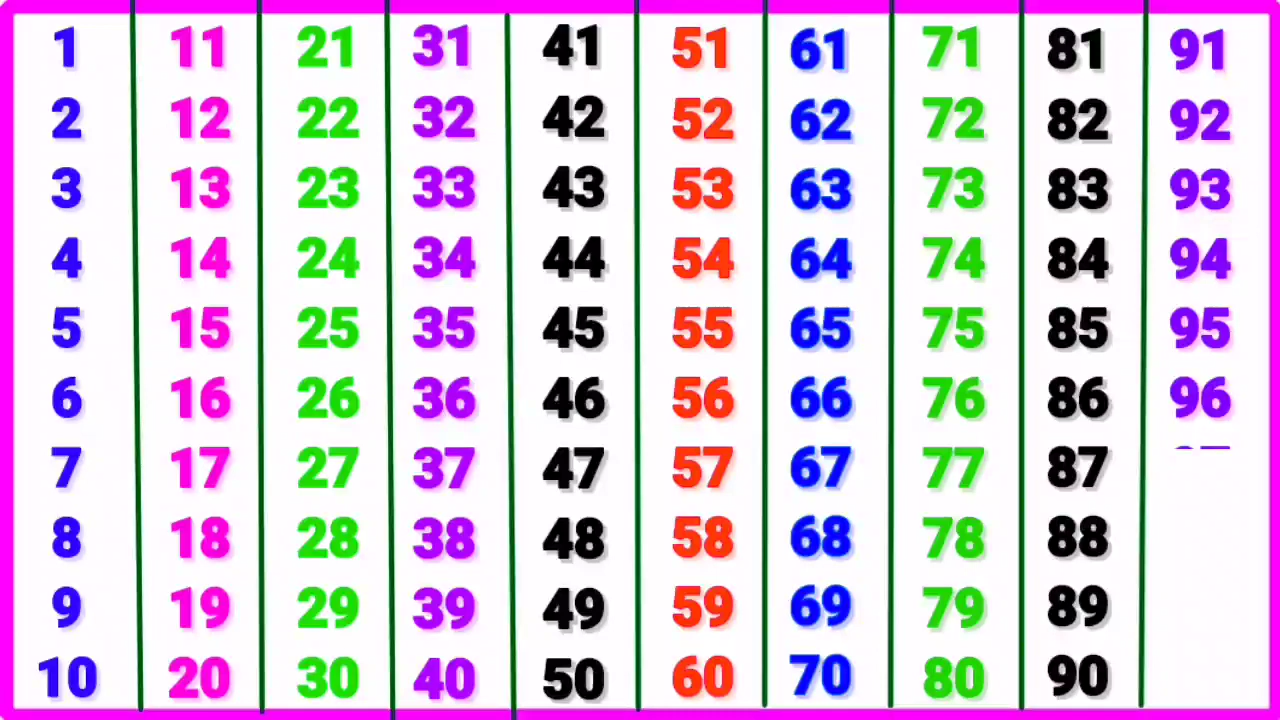 1 11 21 31 41 51 61 71 81 91
2 12 22 32 42 52 62 72 82 92
3 13 23 33 43 53 63 73 83 93
4 14 24 34 44 54 64 74 84 94
5 15 25 35 45 55 65 75 85 95
6 16 26 36 46 56 66 76 86 96
7 17 27 37 47 57 67 77 87
8 18 28 38 48 58 68 78 88
9 19 29 39 49 59 69 79 89
10 20 30 40 50 60 70 80 90